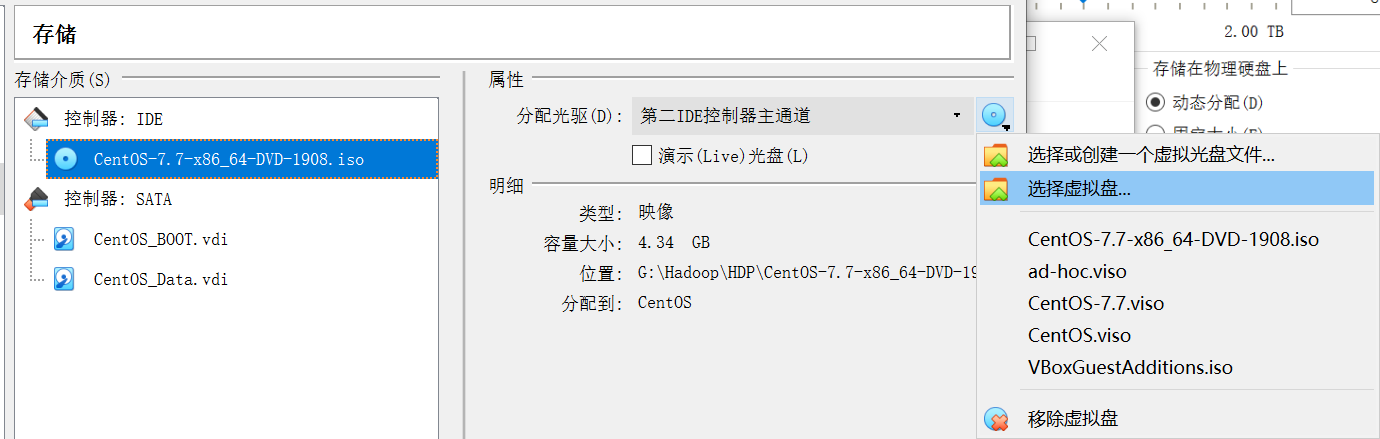 存储
存储介质(S)
控制器: IDE
CentOS-7.7-x86_64-DVD-1908.iso
控制器: SATA
CentOS_BOOT.vdi
CentOS_Data.vdi
属性
分配光驱(D): 第二IDE控制器主通道
演示(Live)光盘(L)
明细
类型: 映像
容量大小: 4.34 GB
位置: G:\Hadoop\HDP\CentOS-7.7-x86_64-DVD-19
分配到: CentOS
2.00 TB
存储在物理硬盘上
动态分配(D)
选择或创建一个虚拟光盘文件...
选择虚拟盘...
CentOS-7.7-x86_64-DVD-1908.iso
ad-hoc.viso
CentOS-7.7.viso
CentOS.viso
VBoxGuestAdditions.iso
移除虚拟盘